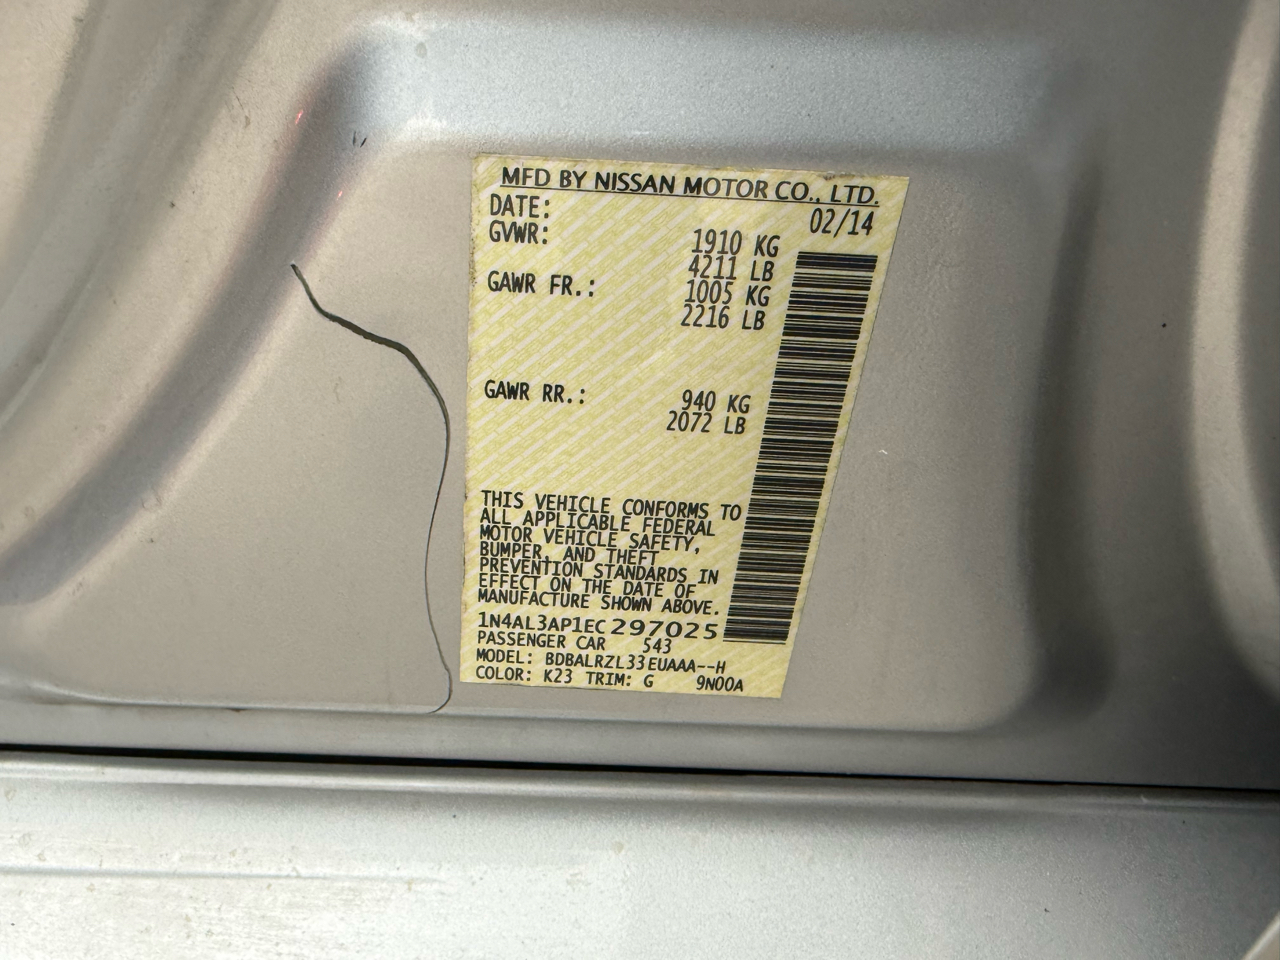 MFD BY NISSAN MOTOR CO., LTD.
DATE: 02/14
GVWR: 1910 KG
4211 LB
GAWR FR.: 1005 KG
2216 LB
GAWR RR.: 940 KG
2072 LB
THIS VEHICLE CONFORMS TO
ALL APPLICABLE FEDERAL
MOTOR VEHICLE SAFETY,
BUMPER, AND THEFT
PREVENTION STANDARDS IN
EFFECT ON THE DATE OF
MANUFACTURE SHOWN ABOVE.
1N4AL3AP1EC297025
PASSENGER CAR 543
MODEL: BDBALRZL33EUAAA--H
COLOR: K23 TRIM: G 9N00A